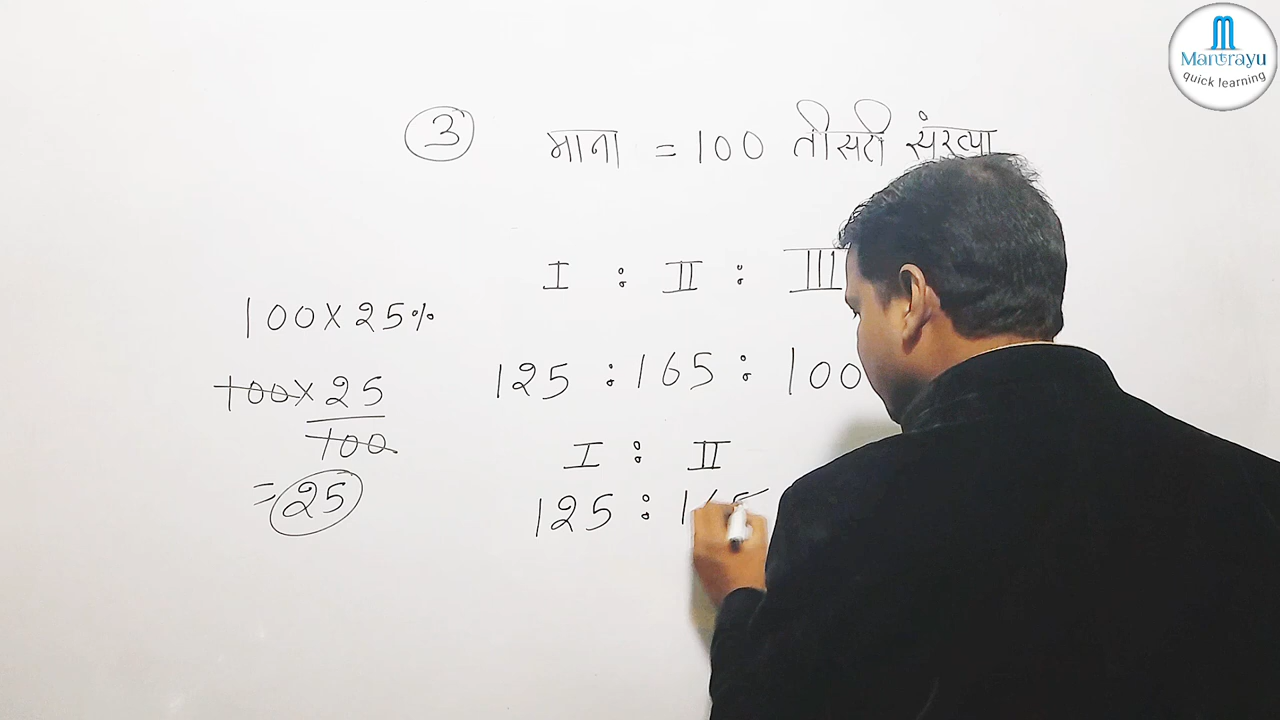 Mantrayu
quick learning
3
माना = 100 तीसरी संख्या
I : II : III
100 X 25%
125 : 165 : 100
100 X 25
100
= 25
I : II
125 : 165